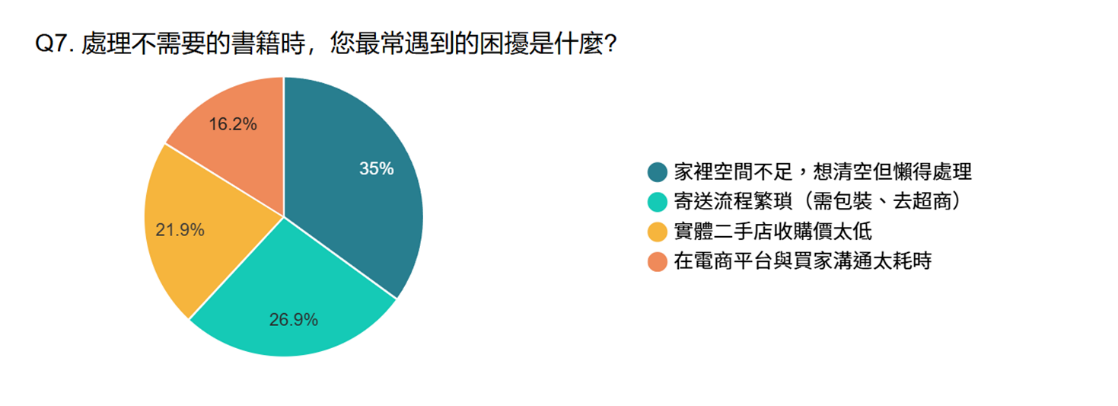 Q7. 處理不需要的書籍時，您最常遇到的困擾是什麼?
16.2%
35%
21.9%
26.9%
家裡空間不足，想清空但懶得處理
寄送流程繁瑣（需包裝、去超商）
實體二手店收購價太低
在電商平台與買家溝通太耗時